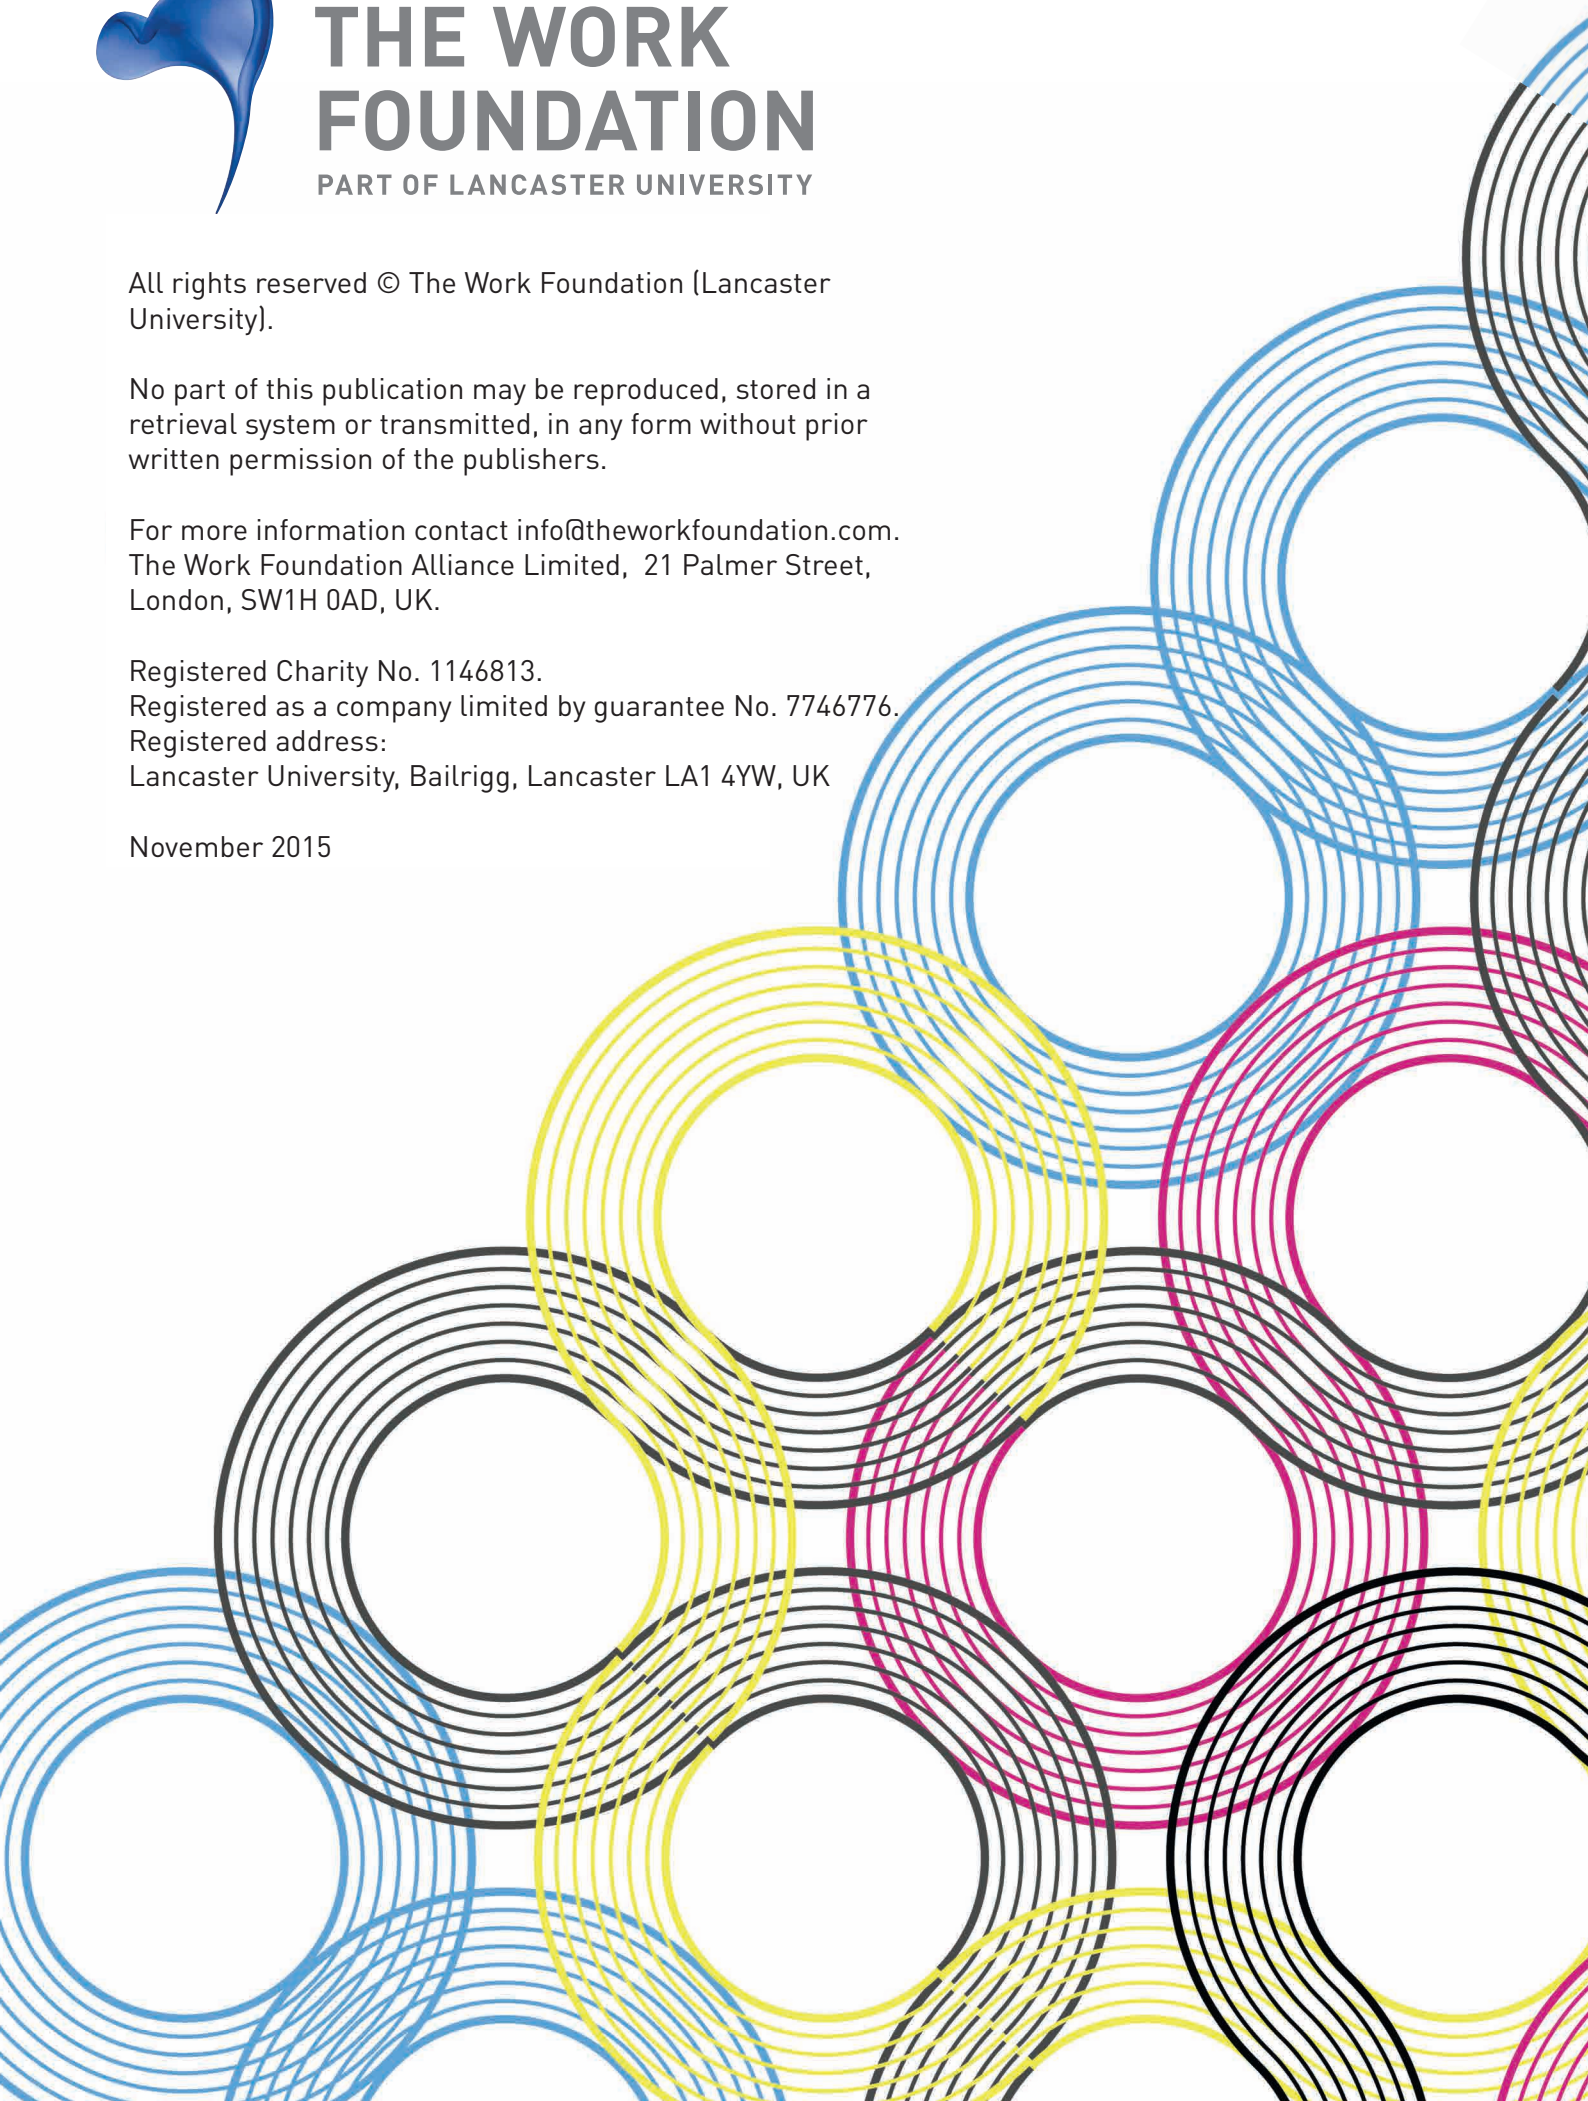 THE WORK
FOUNDATION
PART OF LANCASTER UNIVERSITY
All rights reserved © The Work Foundation (Lancaster
University).
No part of this publication may be reproduced, stored in a
retrieval system or transmitted, in any form without prior
written permission of the publishers.
For more information contact info@theworkfoundation.com.
The Work Foundation Alliance Limited,  21 Palmer Street,
London, SW1H 0AD, UK.
Registered Charity No. 1146813.
Registered as a company limited by guarantee No. 7746776.
Registered address:
Lancaster University, Bailrigg, Lancaster LA1 4YW, UK
November 2015